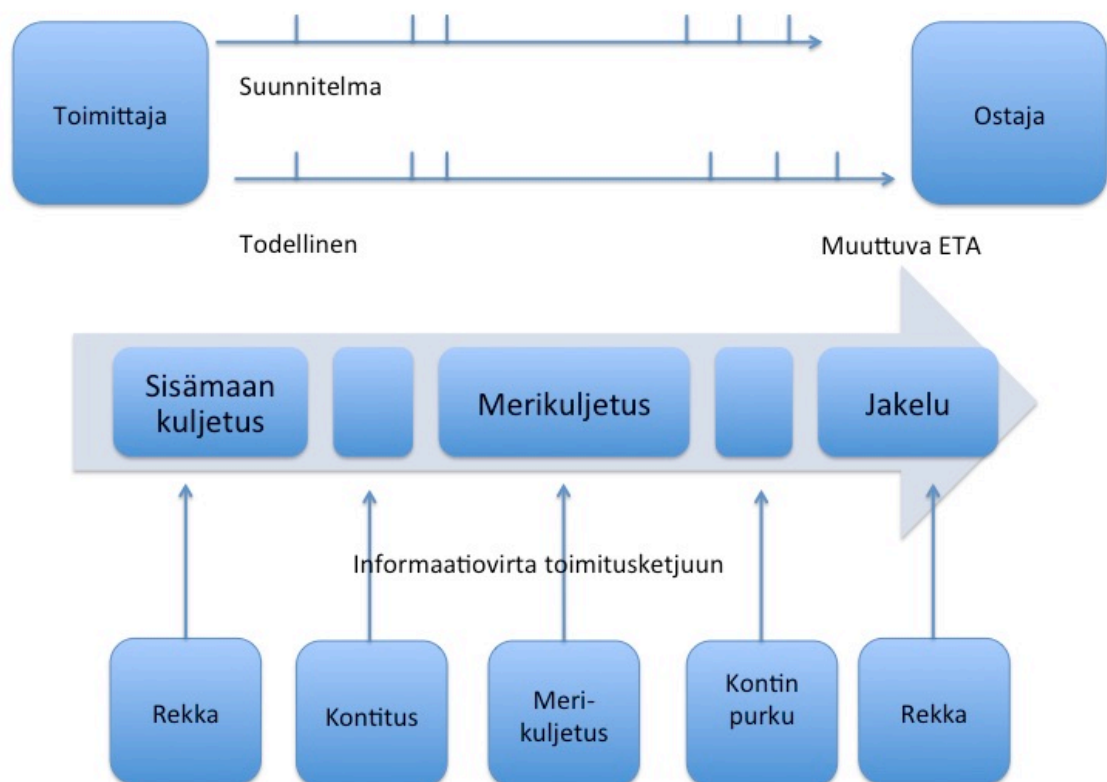 Toimittaja
Suunnitelma
Ostaja
Todellinen
Muuttuva ETA
Sisämaan
kuljetus
Merikuljetus
Jakelu
Informaatiovirta toimitusketjuun
Rekka
Kontitus
Meri-
kuljetus
Kontin
purku
Rekka